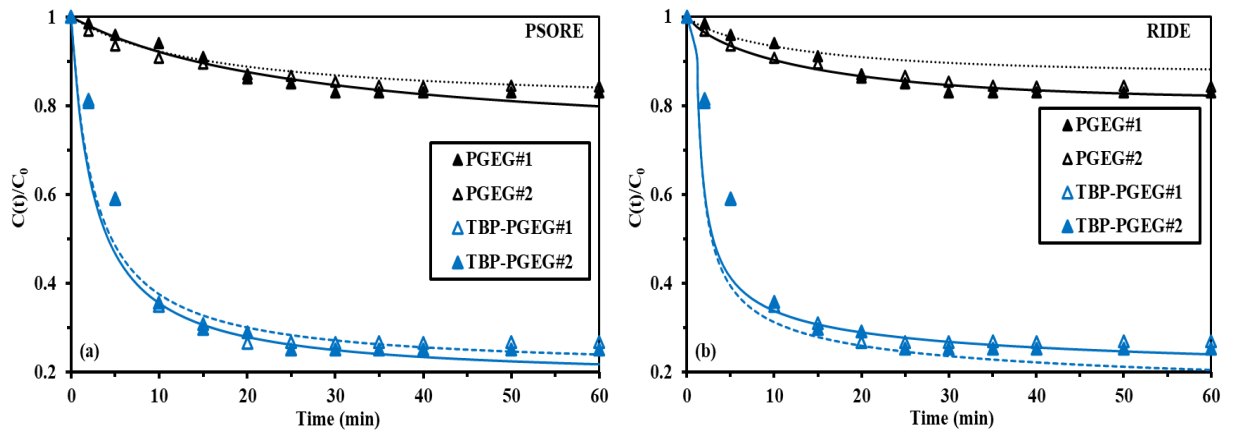 PSORE
C(t)/C0
1
0.8
0.6
0.4
0.2
PGEG#1
PGEG#2
TBP-PGEG#1
TBP-PGEG#2
(a)
0 10 20 30 40 50 60
Time (min)
RIDE
C(t)/C0
1
0.8
0.6
0.4
0.2
PGEG#1
PGEG#2
TBP-PGEG#1
TBP-PGEG#2
(b)
0 10 20 30 40 50 60
Time (min)